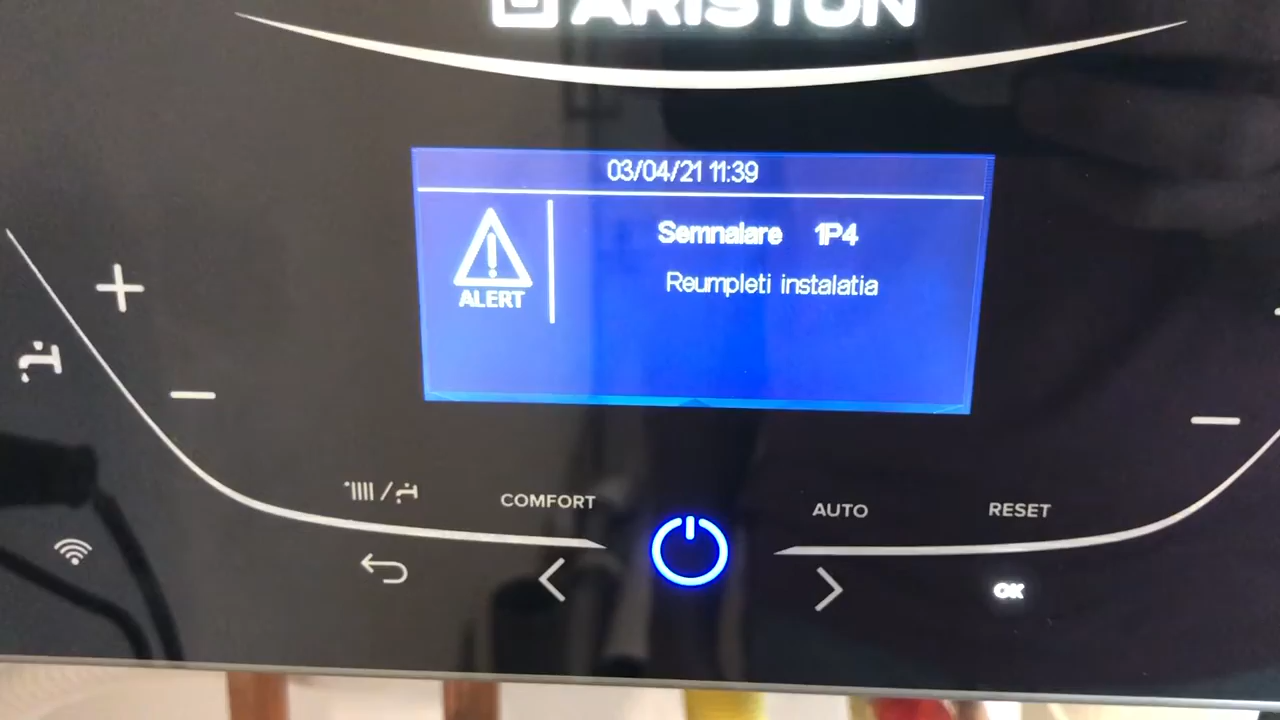 ARISTON
03/04/21 11:39
Semnalare 1P4
Reumpleti instalatia
ALERT
COMFORT
AUTO
RESET
OK